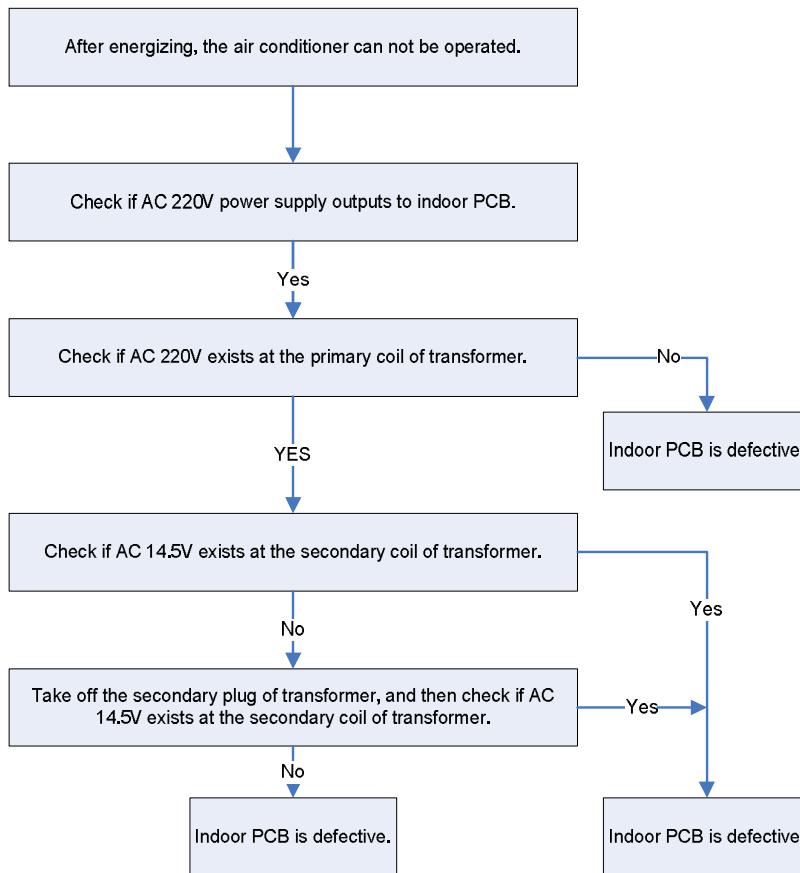 After energizing, the air conditioner can not be operated.
Check if AC 220V power supply outputs to indoor PCB.
Yes
Check if AC 220V exists at the primary coil of transformer.
No
Indoor PCB is defective
YES
Check if AC 14.5V exists at the secondary coil of transformer.
Yes
No
Take off the secondary plug of transformer, and then check if AC
14.5V exists at the secondary coil of transformer.
Yes
No
Indoor PCB is defective.
Indoor PCB is defective